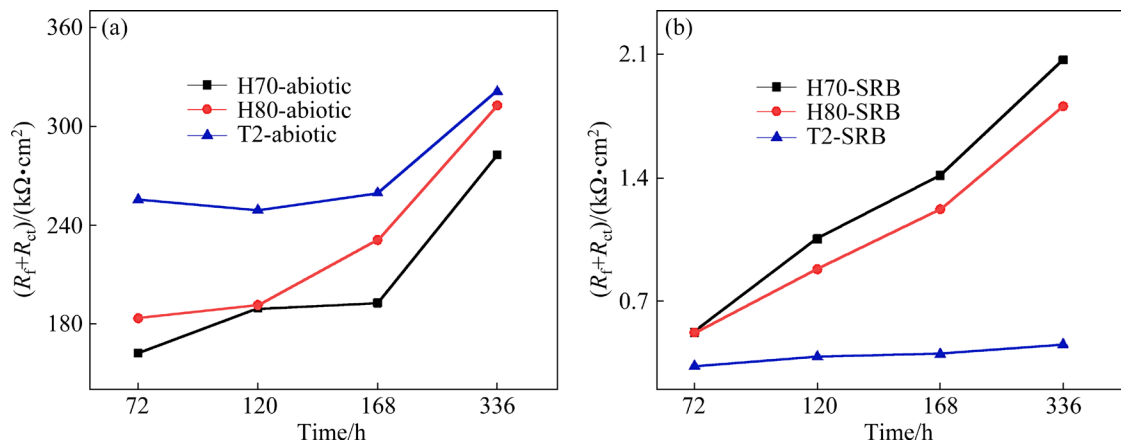 (a)
360
300
240
180
(Rf+Rct)/(kΩ•cm²)
H70-abiotic
H80-abiotic
T2-abiotic
72 120 168 336
Time/h
(b)
2.1
1.4
0.7
(Rf+Rct)/(kΩ•cm²)
H70-SRB
H80-SRB
T2-SRB
72 120 168 336
Time/h